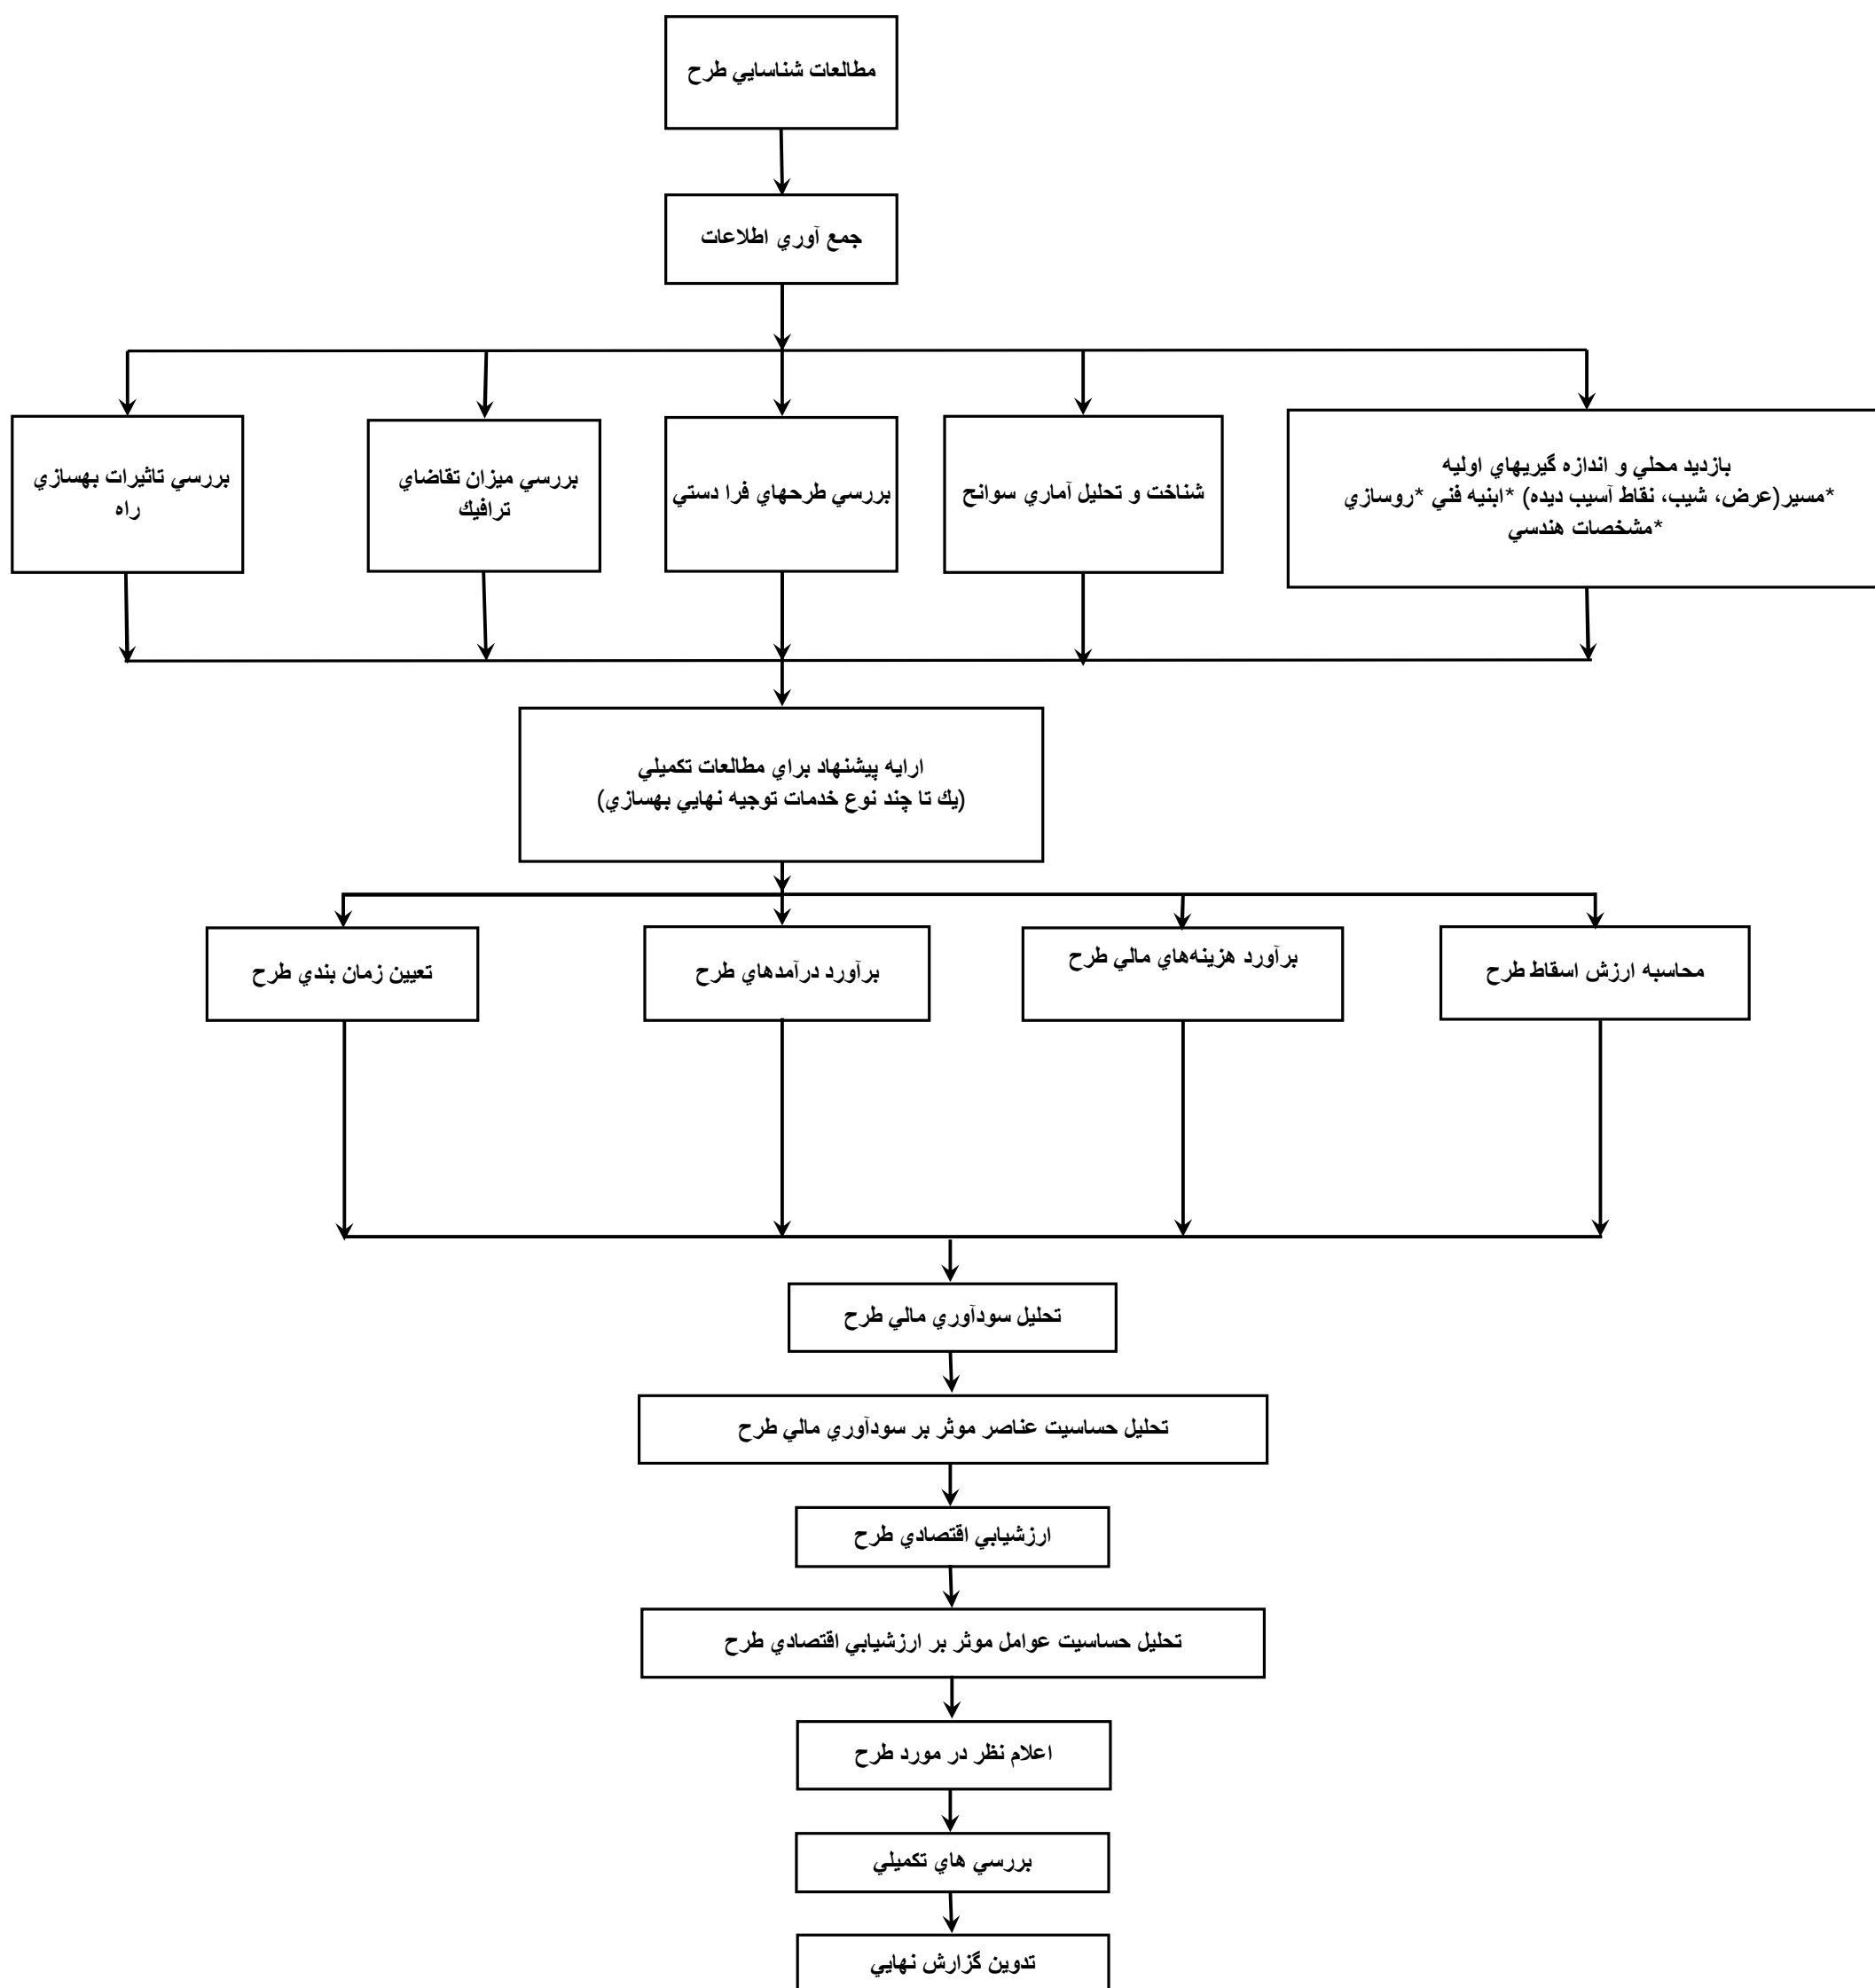 مطالعات شناسايي طرح
جمع آوري اطلاعات
بازديد محلي و اندازه گيريهاي اوليه
*مسير(عرض، شيب، نقاط آسيب ديده) *ابنيه فني *روسازي
*مشخصات هندسي
شناخت و تحليل آماري سوانح
بررسي طرحهاي فرا دستي
بررسي ميزان تقاضاي
ترافيك
بررسي تاثيرات بهسازي
راه
ارايه پيشنهاد براي مطالعات تكميلي
(يك تا چند نوع خدمات توجيه نهايي بهسازي)
محاسبه ارزش اسقاط طرح
برآورد هزينه‌هاي مالي طرح
برآورد درآمدهاي طرح
تعيين زمان بندي طرح
تحليل سودآوري مالي طرح
تحليل حساسيت عناصر موثر بر سودآوري مالي طرح
ارزشيابي اقتصادي طرح
تحليل حساسيت عوامل موثر بر ارزشيابي اقتصادي طرح
اعلام نظر در مورد طرح
بررسي هاي تكميلي
تدوين گزارش نهايي